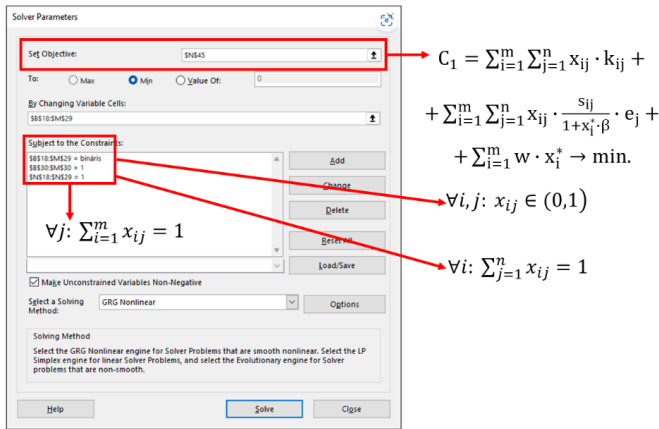 Solver Parameters
Set Objective:
$N$45
To:
Max
Min
Value Of:
0
By Changing Variable Cells:
$B$18:$M$29
Subject to the Constraints:
$B$18:$M$29 = bináris
$B$30:$M$30 = 1
$N$18:$N$29 = 1
∀j: ∑ᵢ₌₁ᵐ xᵢⱼ = 1
Add
Change
Delete
Reset All
Load/Save
Make Unconstrained Variables Non-Negative
Select a Solving Method:
GRG Nonlinear
Options
Solving Method
Select the GRG Nonlinear engine for Solver Problems that are smooth nonlinear. Select the LP
Simplex engine for linear Solver Problems, and select the Evolutionary engine for Solver
problems that are non-smooth.
Help
Solve
Close
C₁ = ∑ᵢ₌₁ᵐ ∑ⱼ₌₁ⁿ xᵢⱼ · kᵢⱼ +
+ ∑ᵢ₌₁ᵐ ∑ⱼ₌₁ⁿ xᵢⱼ · sᵢⱼ/(1+xᵢ*·β) · eⱼ +
+ ∑ᵢ₌₁ᵐ w · xᵢ* → min.
∀i,j: xᵢⱼ ∈ (0,1)
∀i: ∑ⱼ₌₁ⁿ xᵢⱼ = 1